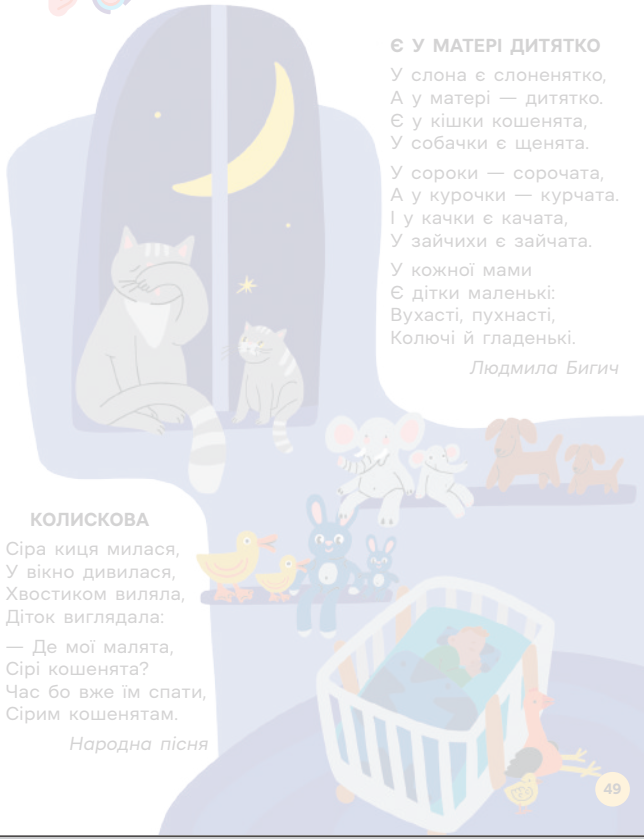 Є У МАТЕРІ ДИТЯТКО
У слона є слоненятко,
А у матері — дитятко.
Є у кішки кошенята,
У собачки є щенята.
У сороки — сорочата,
А у курочки — курчата.
І у качки є качата,
У зайчихи є зайчата.
У кожної мами
Є дітки маленькі:
Вухасті, пухнасті,
Колючі й гладенькі.
Людмила Бигич
КОЛИСКОВА
Сіра киця милася,
У вікно дивилася,
Хвостиком виляла,
Діток виглядала:
— Де мої малята,
Сірі кошенята?
Час бо вже їм спати,
Сірим кошенятам.
Народна пісня
49